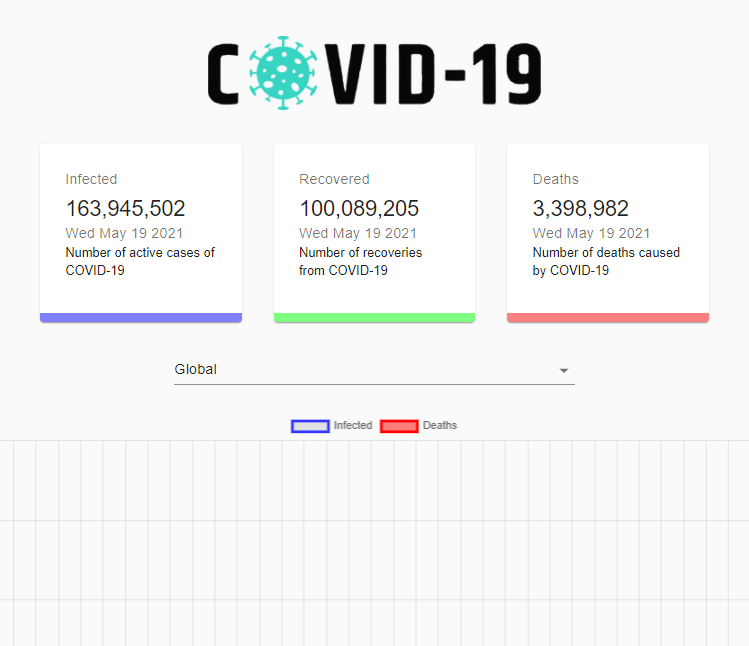 COVID-19
Infected
163,945,502
Wed May 19 2021
Number of active cases of
COVID-19
Recovered
100,089,205
Wed May 19 2021
Number of recoveries
from COVID-19
Deaths
3,398,982
Wed May 19 2021
Number of deaths caused
by COVID-19
Global
Infected
Deaths